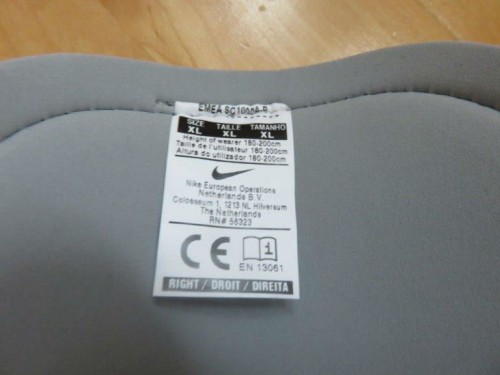 EMEA
SIZE TAILLE TAMANHO
XL XL XL
Height of wearer 180-200cm
Taille de l'utilisateur 180-200cm
Altura do utilizador 180-200cm
Nike European Operations
Netherlands B.V.
Colosseum 1, 1213 NL Hilversum
The Netherlands
RN# 56323
CE i
EN 13061
RIGHT / DROIT / DIREITA